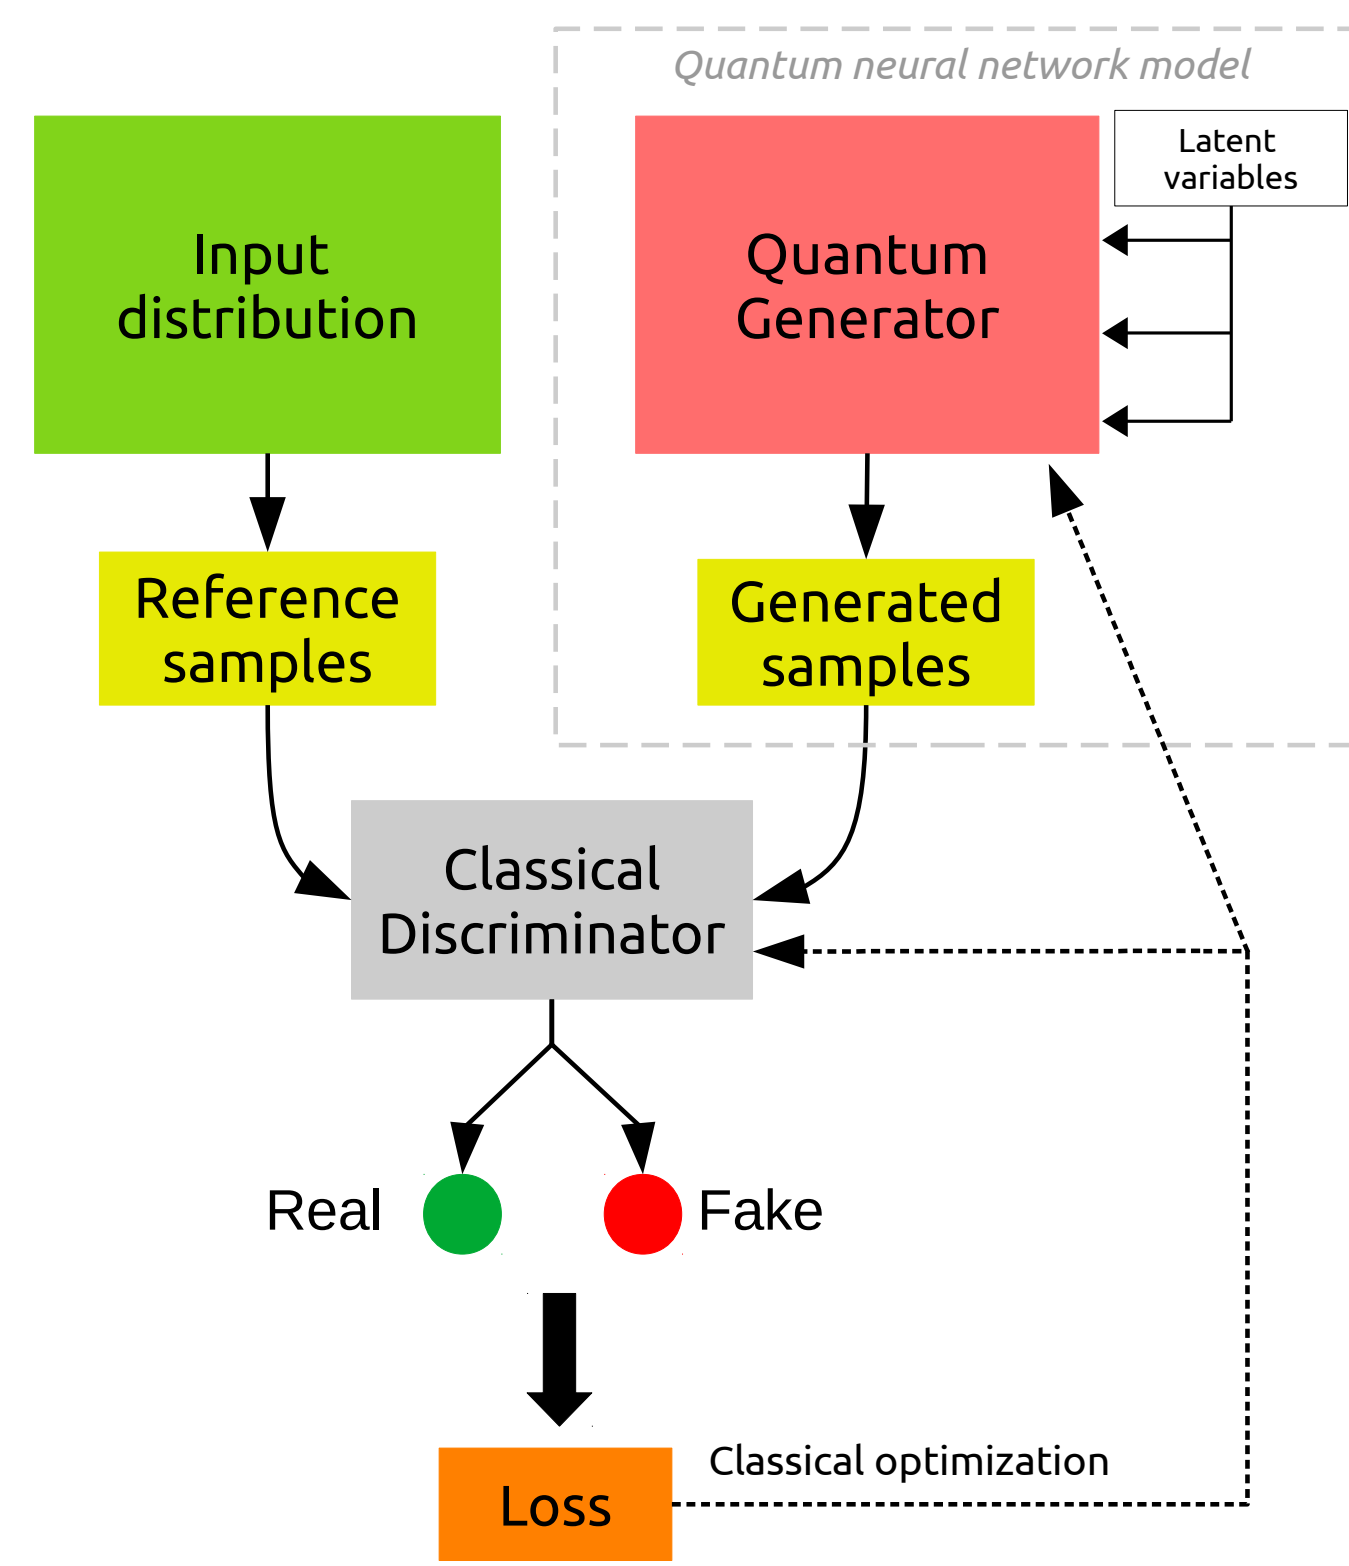 Quantum neural network model
Latent
variables
Input
distribution
Quantum
Generator
Reference
samples
Generated
samples
Classical
Discriminator
Real
Fake
Classical optimization
Loss